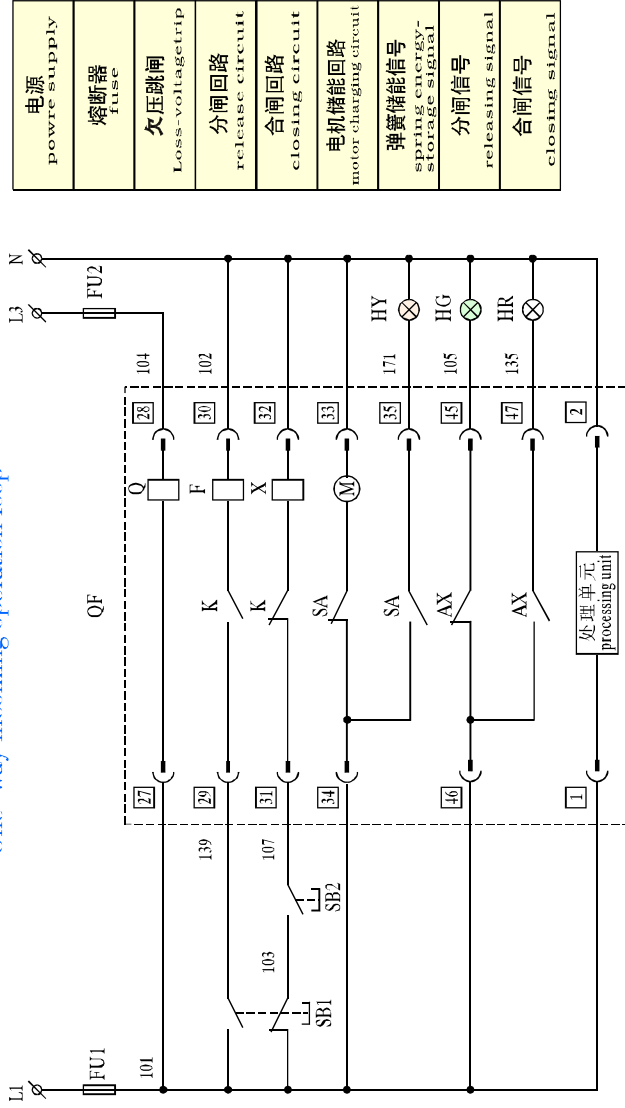 L1
L3
N
电源
powre supply
FU1
FU2
熔断器
fuse
QF
101
27
Q
28
104
欠压跳闸
Loss-voltagetrip
139
29
K
F
30
102
分闸回路
relcase circuit
SB1
103
SB2
107
31
K
X
32
合闸回路
closing circuit
34
SA
M
33
电机储能回路
motor charging circuit
SA
35
171
HY
弹簧储能信号
spring energy-
storage signal
46
AX
45
105
HG
分闸信号
releasing signal
AX
47
135
HR
合闸信号
closing signal
1
处理单元
processing unit
2